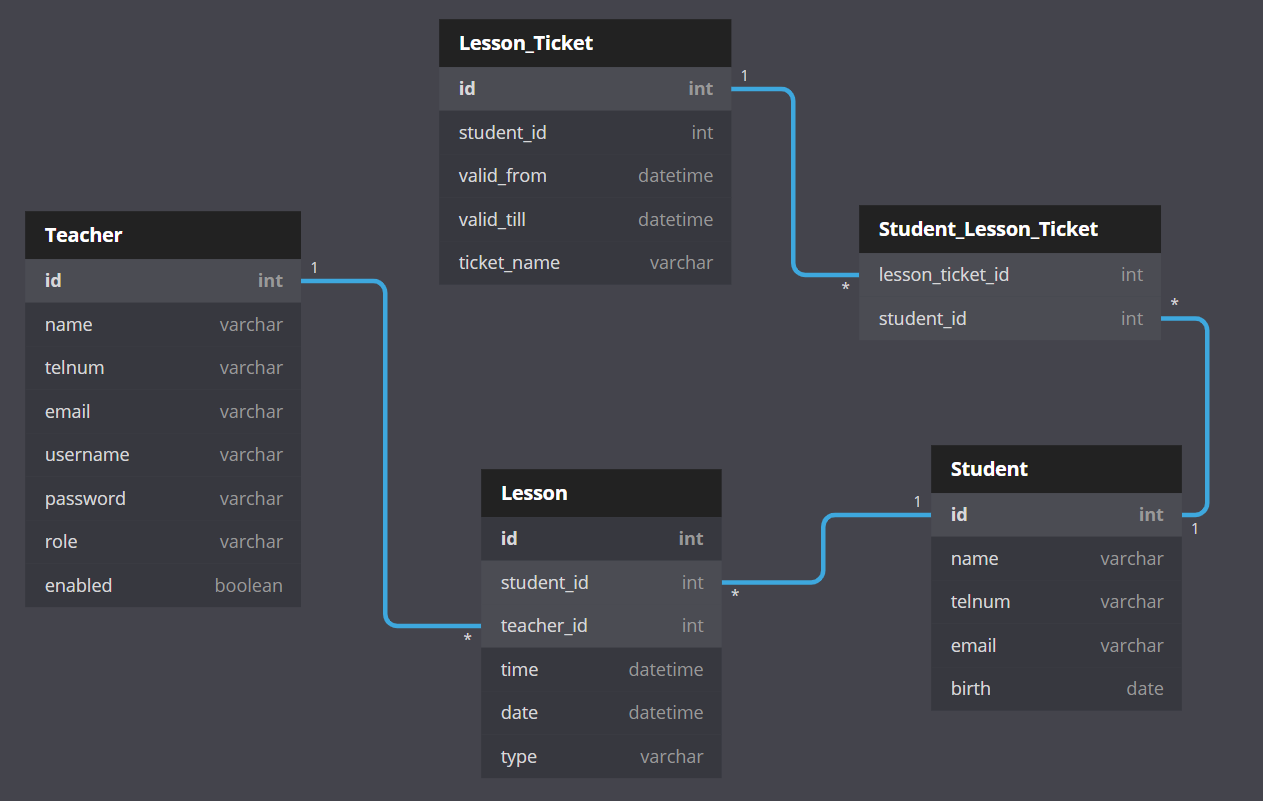 Lesson_Ticket
id int
student_id int
valid_from datetime
valid_till datetime
ticket_name varchar
1
*
Student_Lesson_Ticket
lesson_ticket_id int
student_id int
*
1
Teacher
id int
name varchar
telnum varchar
email varchar
username varchar
password varchar
role varchar
enabled boolean
1
*
Lesson
id int
student_id int
teacher_id int
time datetime
date datetime
type varchar
*
1
Student
id int
name varchar
telnum varchar
email varchar
birth date